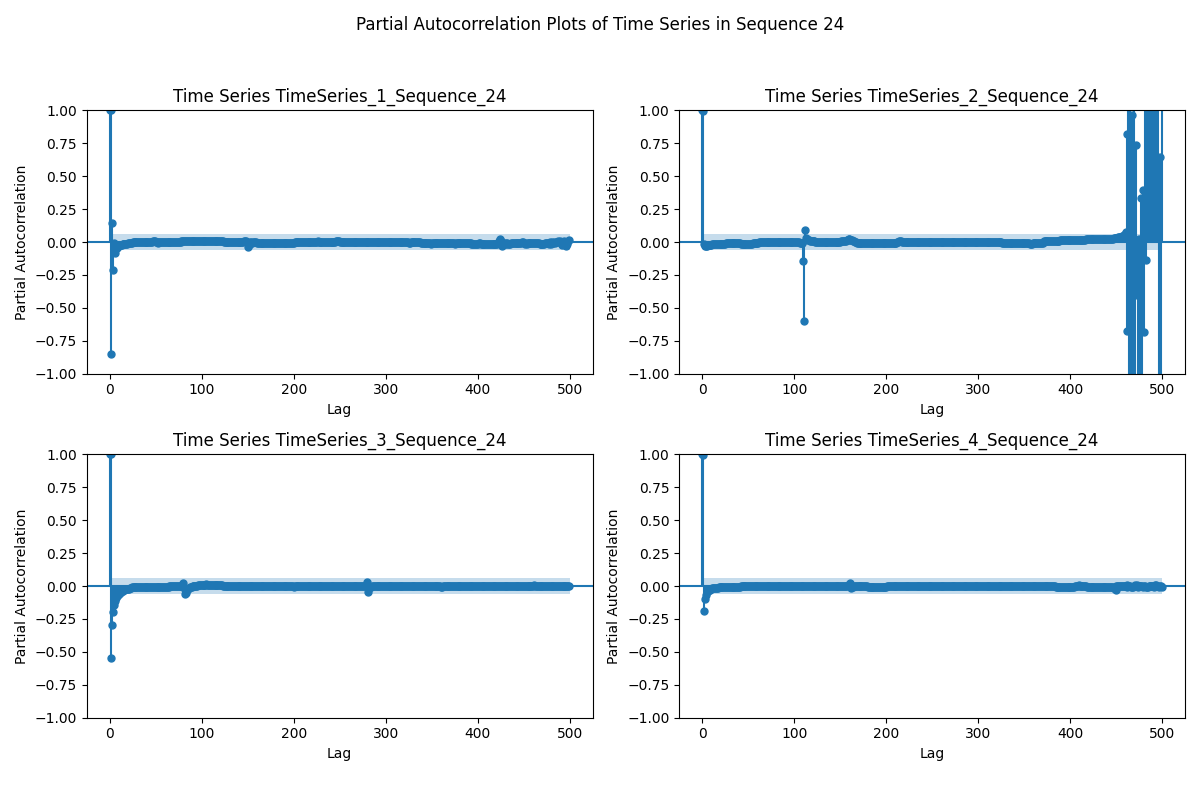 Partial Autocorrelation Plots of Time Series in Sequence 24
Time Series TimeSeries_1_Sequence_24
1.00
0.75
0.50
0.25
0.00
−0.25
−0.50
−0.75
−1.00
Partial Autocorrelation
0 100 200 300 400 500
Lag
Time Series TimeSeries_2_Sequence_24
1.00
0.75
0.50
0.25
0.00
−0.25
−0.50
−0.75
−1.00
Partial Autocorrelation
0 100 200 300 400 500
Lag
Time Series TimeSeries_3_Sequence_24
1.00
0.75
0.50
0.25
0.00
−0.25
−0.50
−0.75
−1.00
Partial Autocorrelation
0 100 200 300 400 500
Lag
Time Series TimeSeries_4_Sequence_24
1.00
0.75
0.50
0.25
0.00
−0.25
−0.50
−0.75
−1.00
Partial Autocorrelation
0 100 200 300 400 500
Lag